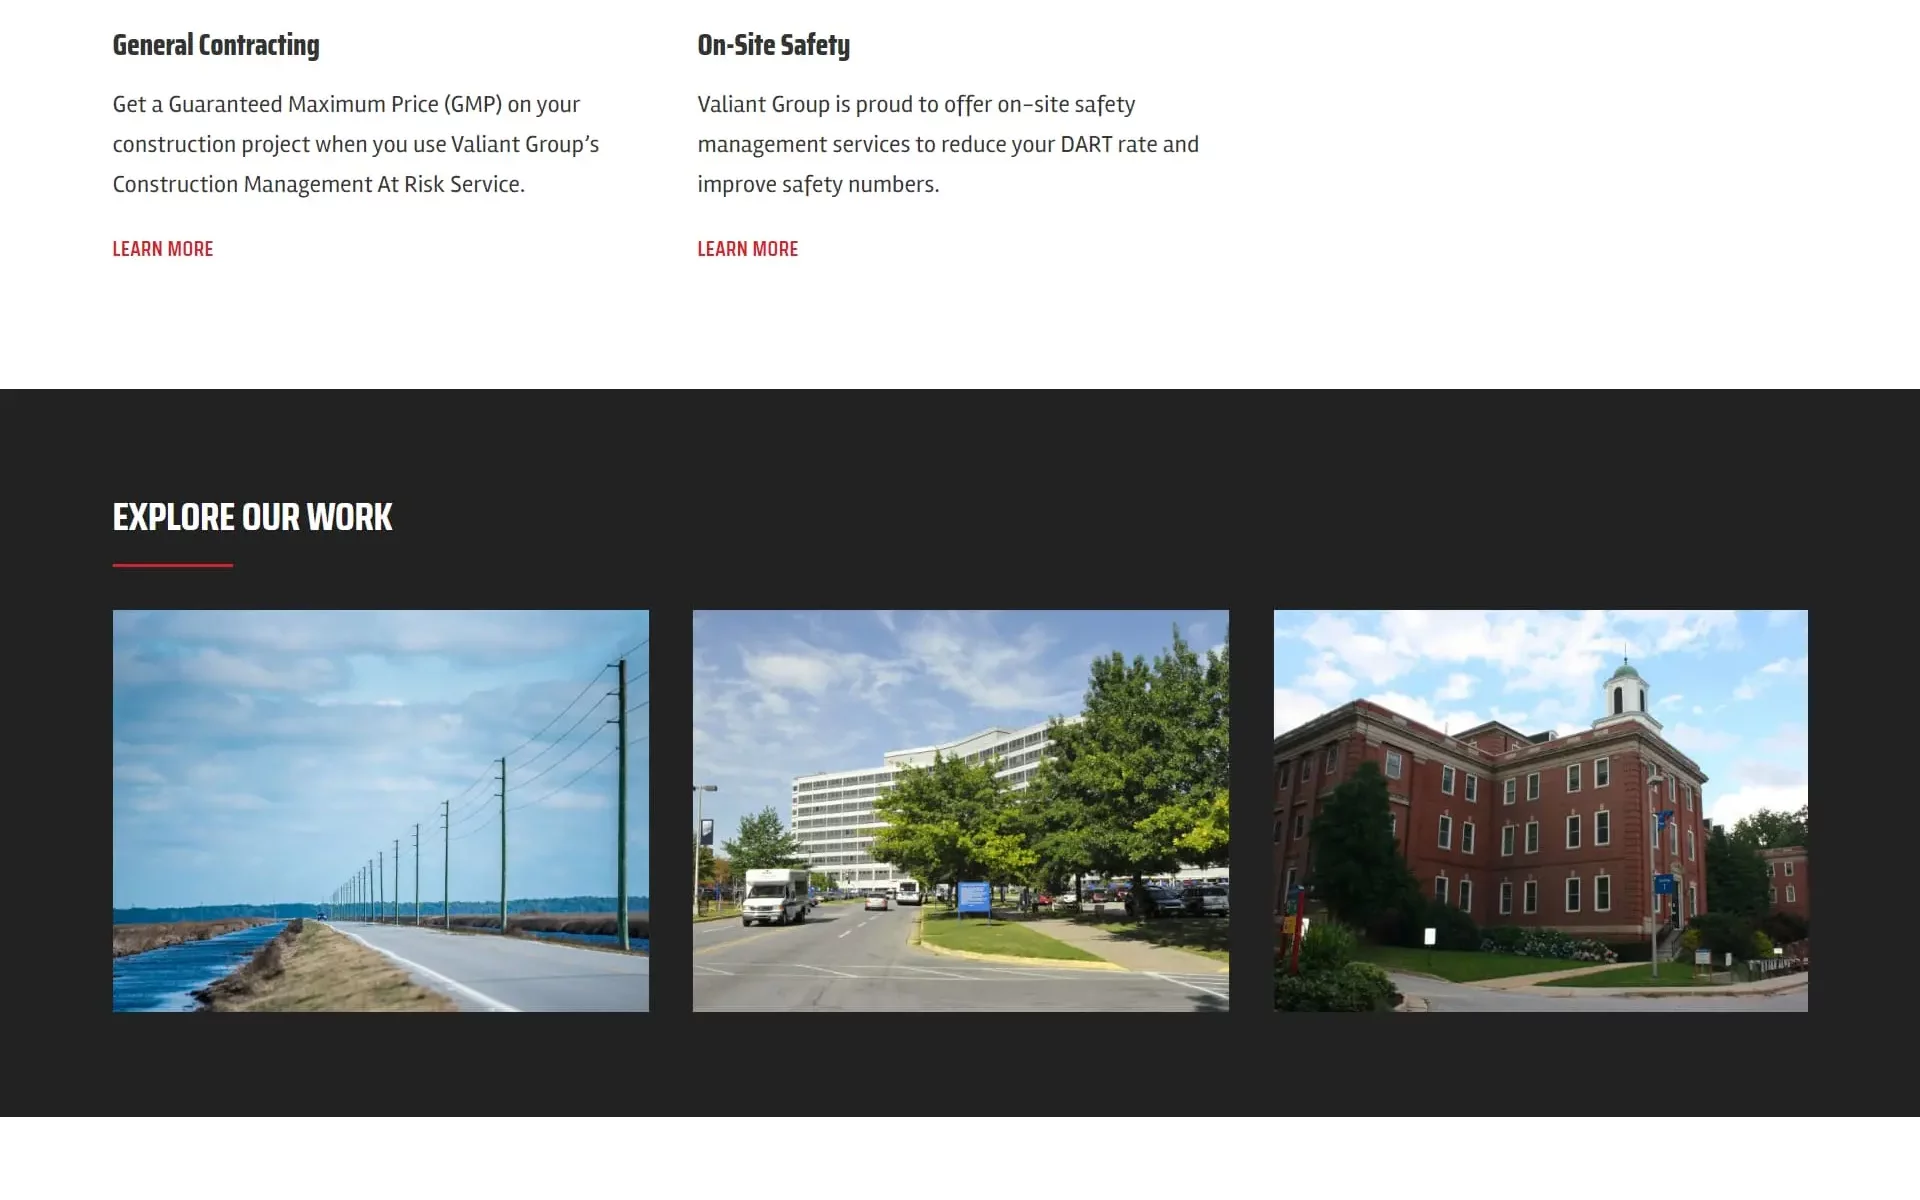 General Contracting
Get a Guaranteed Maximum Price (GMP) on your
construction project when you use Valiant Group’s
Construction Management At Risk Service.
LEARN MORE
On-Site Safety
Valiant Group is proud to offer on-site safety
management services to reduce your DART rate and
improve safety numbers.
LEARN MORE
EXPLORE OUR WORK